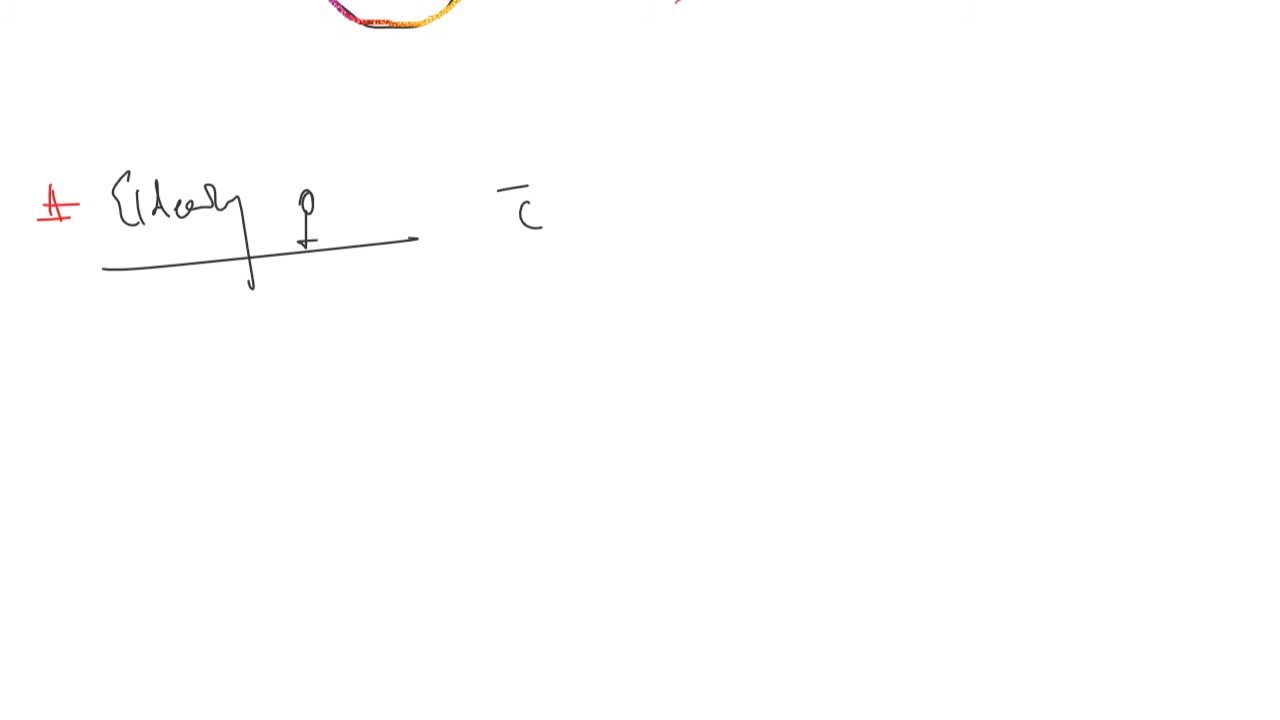 # Elderly ♀ c̄